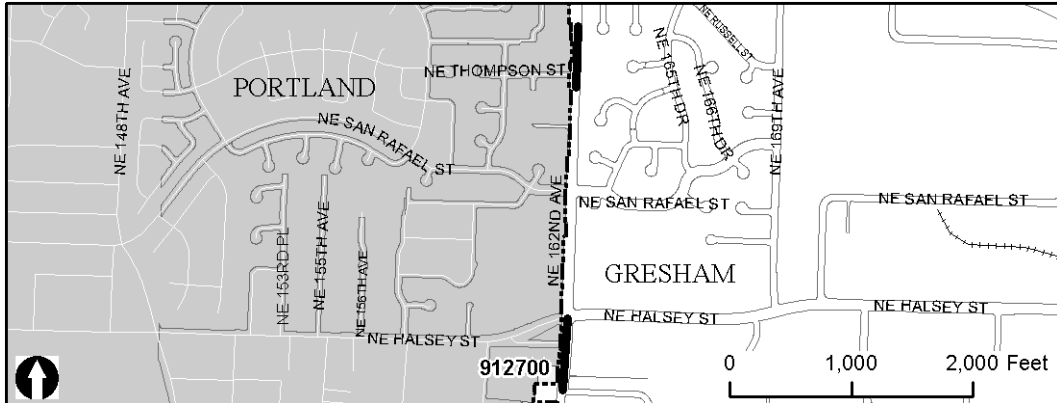 NE RUSSELL ST
NE THOMPSON ST
PORTLAND
NE 148TH AVE
NE 165TH DR
NE 166TH DR
NE 169TH AVE
NE SAN RAFAEL ST
NE SAN RAFAEL ST
NE SAN RAFAEL ST
NE 162ND AVE
NE 153RD PL
NE 155TH AVE
NE 156TH AVE
GRESHAM
NE HALSEY ST
NE HALSEY ST
NE HALSEY ST
912700
0 1,000 2,000 Feet